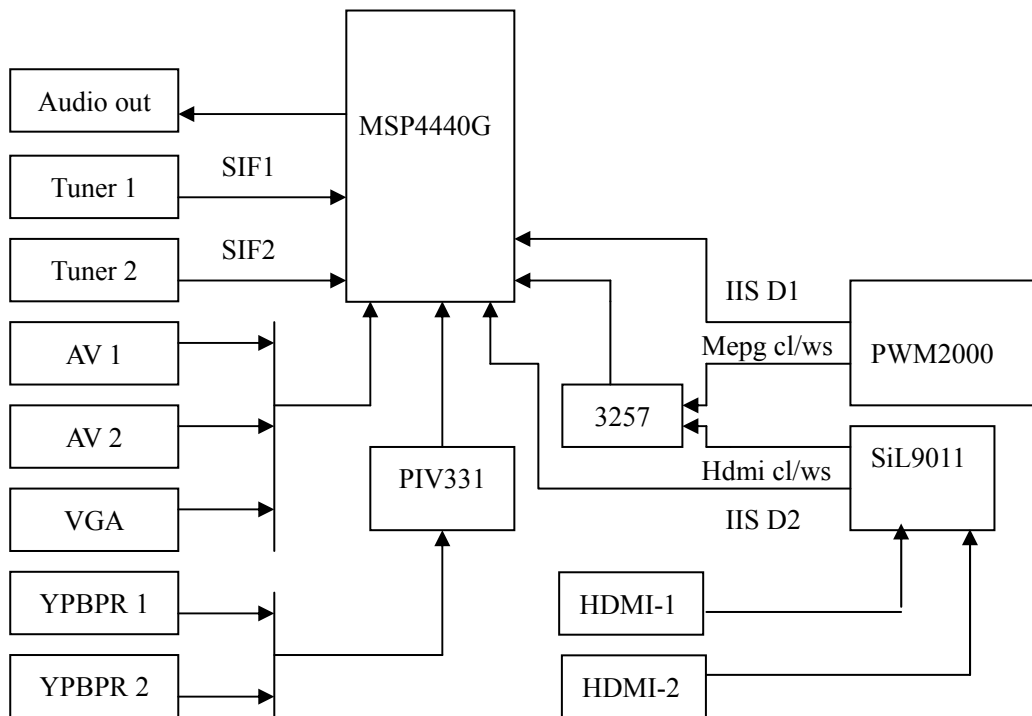 Audio out
MSP4440G
Tuner 1
SIF1
Tuner 2
SIF2
AV 1
AV 2
VGA
YPBPR 1
YPBPR 2
PIV331
3257
IIS D1
Mepg cl/ws
PWM2000
SiL9011
Hdmi cl/ws
IIS D2
HDMI-1
HDMI-2